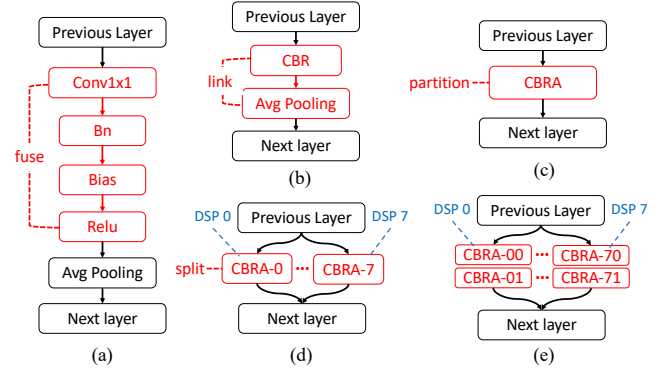 Previous Layer
Conv1x1
Bn
fuse
Bias
Relu
Avg Pooling
Next layer
(a)
Previous Layer
CBR
link
Avg Pooling
Next layer
(b)
Previous Layer
partition
CBRA
Next layer
(c)
DSP 0
DSP 7
Previous Layer
split
CBRA-0 ··· CBRA-7
Next layer
(d)
DSP 0
DSP 7
Previous Layer
CBRA-00 ··· CBRA-70
CBRA-01 ··· CBRA-71
Next layer
(e)